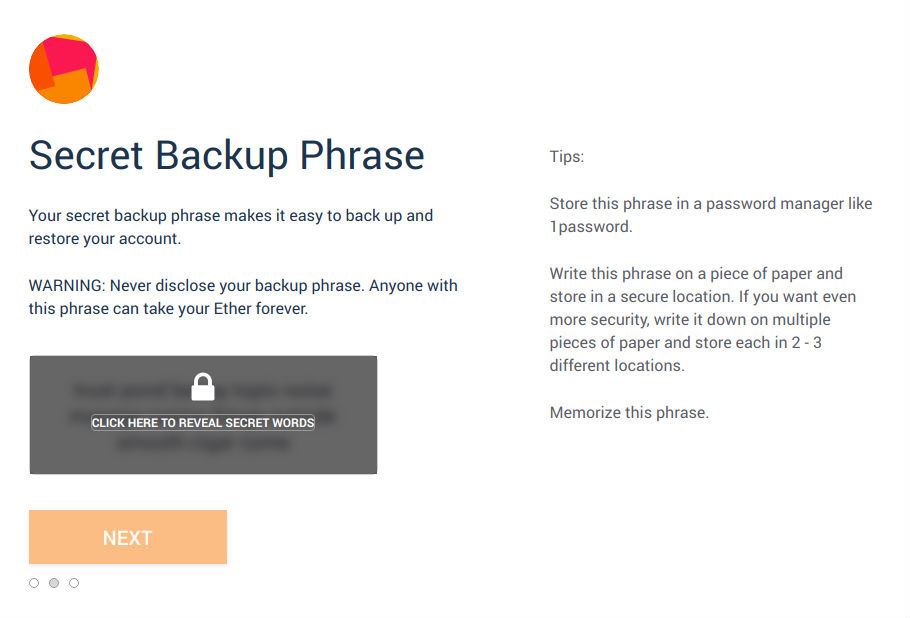 Secret Backup Phrase
Your secret backup phrase makes it easy to back up and
restore your account.
WARNING: Never disclose your backup phrase. Anyone with
this phrase can take your Ether forever.
CLICK HERE TO REVEAL SECRET WORDS
NEXT
Tips:
Store this phrase in a password manager like
1password.
Write this phrase on a piece of paper and
store in a secure location. If you want even
more security, write it down on multiple
pieces of paper and store each in 2 - 3
different locations.
Memorize this phrase.